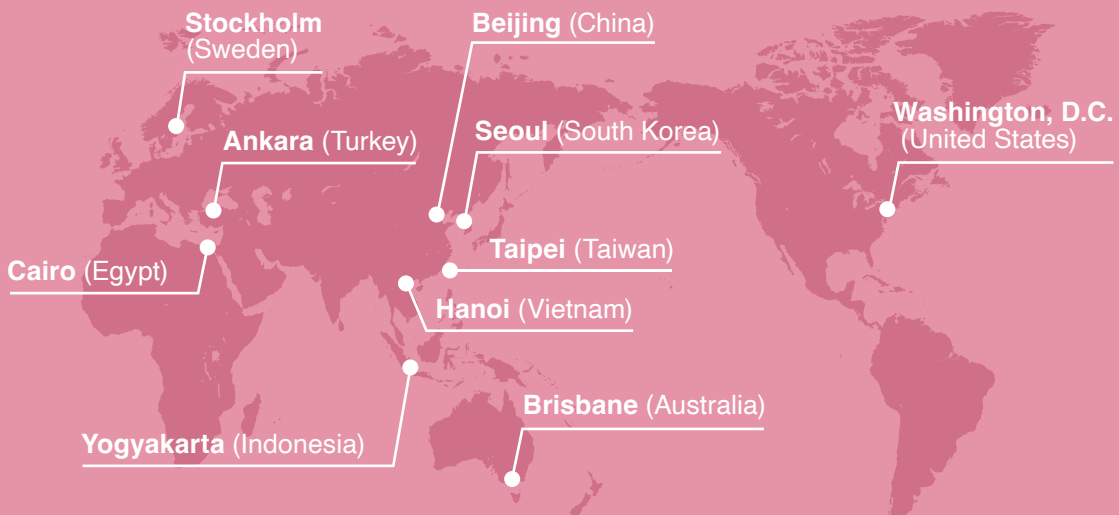 Stockholm
(Sweden)
Beijing (China)
Washington, D.C.
(United States)
Ankara (Turkey)
Seoul (South Korea)
Taipei (Taiwan)
Cairo (Egypt)
Hanoi (Vietnam)
Brisbane (Australia)
Yogyakarta (Indonesia)